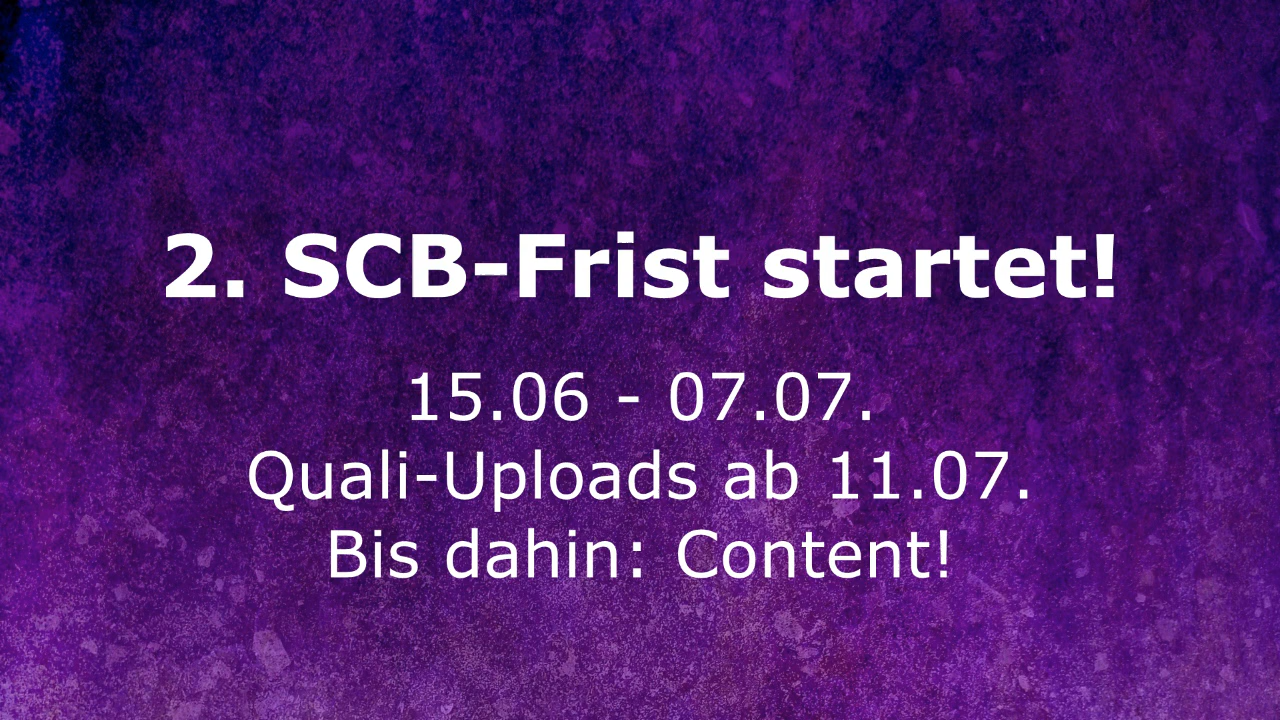 2. SCB-Frist startet!
15.06 - 07.07.
Quali-Uploads ab 11.07.
Bis dahin: Content!